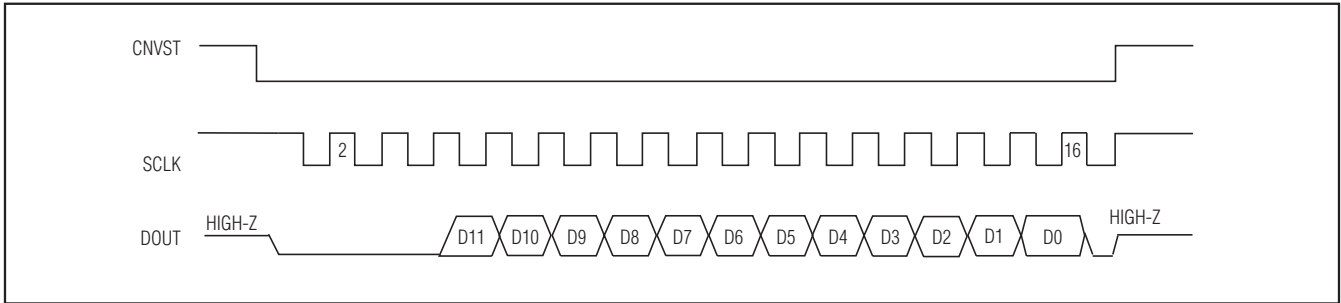 CNVST
SCLK
2
16
DOUT
HIGH-Z
D11 D10 D9 D8 D7 D6 D5 D4 D3 D2 D1 D0
HIGH-Z